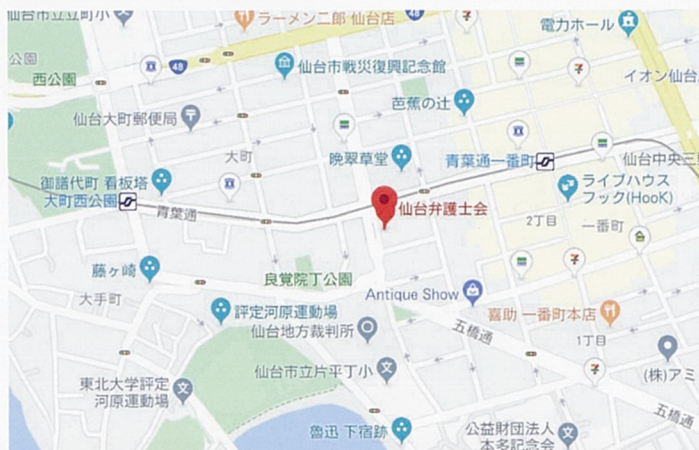 仙台市立立町小
ラーメン二郎 仙台店
48
電力ホール
公園
西公園
48
仙台市戦災復興記念館
イオン仙台
仙台大町郵便局
芭蕉の辻
大町
晩翠草堂
青葉通一番町
仙台中央三
御譜代町 看板塔
大町西公園
ライブハウス
フック(HooK)
青葉通
仙台弁護士会
2丁目
一番町
藤ヶ崎
良覚院丁公園
大手町
Antique Show
評定河原運動場
喜助 一番町本店
仙台地方裁判所
五橋通
1丁目
仙台市立片平丁小
(株)アミ
東北大学評定
河原運動場
五橋通
魯迅 下宿跡
公益財団法人
本多記念会